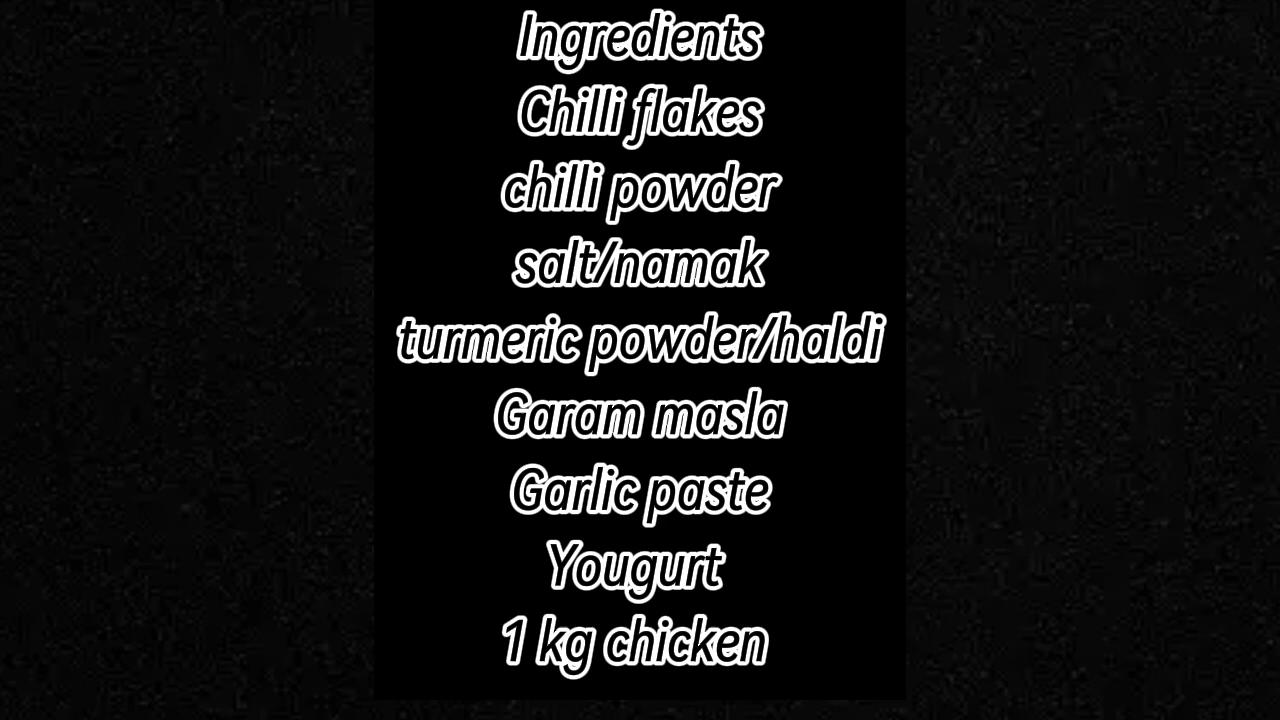 Ingredients
Chilli flakes
chilli powder
salt/namak
turmeric powder/haldi
Garam masla
Garlic paste
Yougurt
1 kg chicken